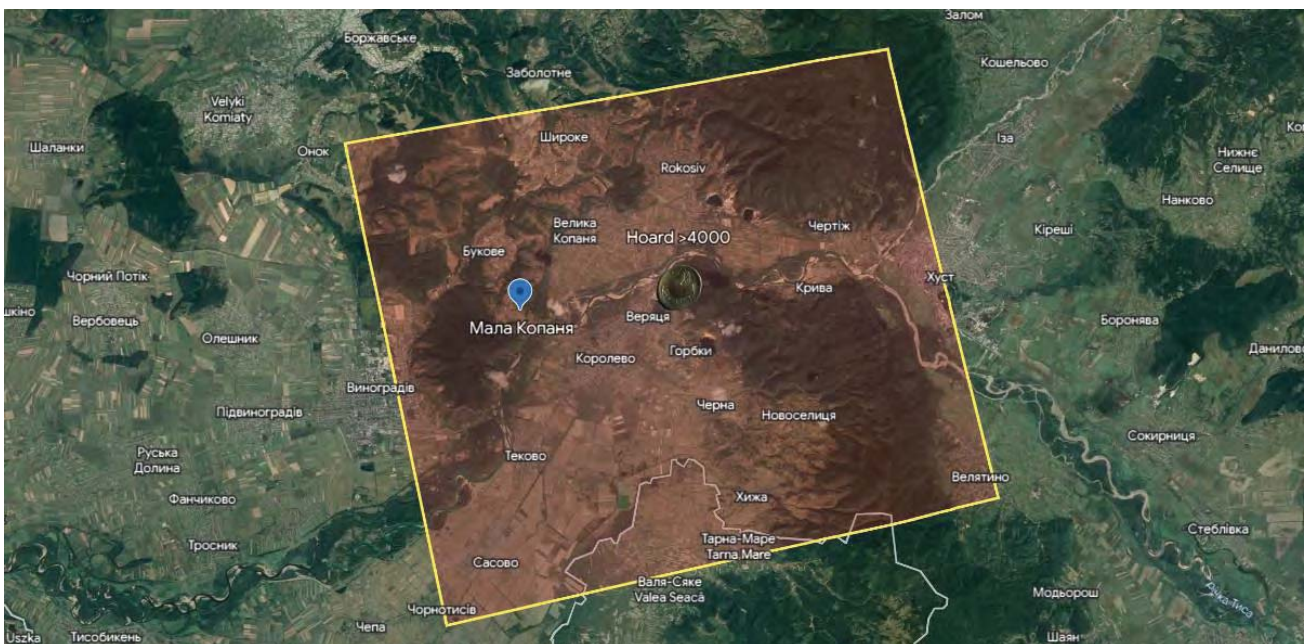 Залом
Боржавське
Кошельово
Заболотне
Velyki
Komiaty
Широке
Іза
Шаланки
Онок
Нижнє
Селище
Rokosiv
Нанково
Велика
Копаня
Чертіж
Кіреші
Hoard >4000
Букове
Чорний Потік
Хуст
Крива
Вербовець
Веряця
Боронява
Мала Копаня
Олешник
Королево
Горбки
Виноградів
Підвиноградів
Черна
Новоселиця
Сокирниця
Руська
Долина
Теково
Велятино
Фанчиково
Хижа
Стеблівка
Тросник
Тарна-Маре
Tarna Mare
Сасово
Валя-Сяке
Valea Seacă
Модьорош
Річка-Тиса
Чорнотисів
Чепа
Uszka
Тисобикень
Шаян